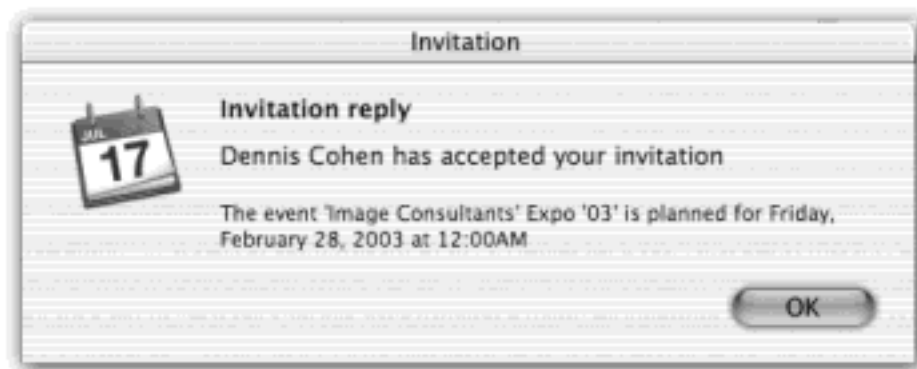 Invitation
Invitation reply
JUL
17
Dennis Cohen has accepted your invitation
The event 'Image Consultants' Expo '03' is planned for Friday,
February 28, 2003 at 12:00AM
OK